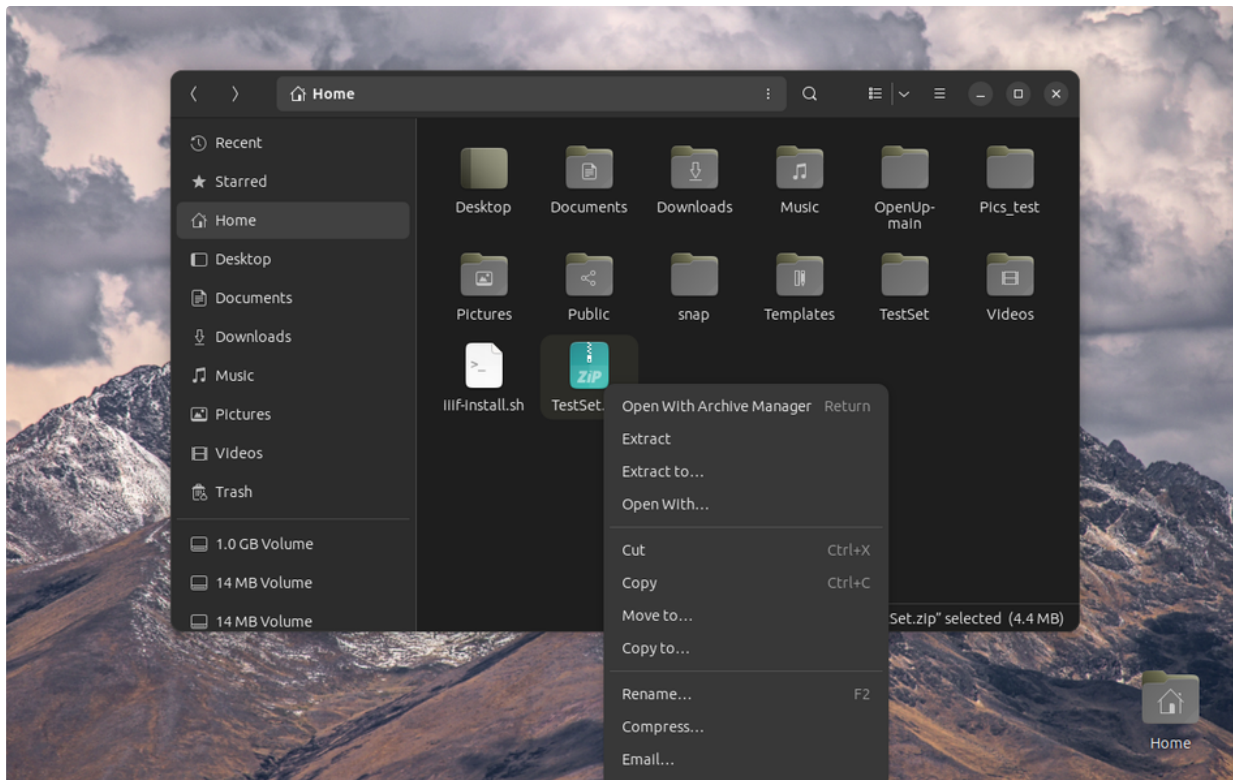 Home
Recent
Starred
Home
Desktop
Documents
Downloads
Music
Pictures
Videos
Trash
1.0 GB Volume
14 MB Volume
14 MB Volume
Desktop
Documents
Downloads
Music
OpenUp-
main
Pics_test
Pictures
Public
snap
Templates
TestSet
Videos
>_
ZiP
iiif-install.sh
TestSet.
Open With Archive Manager Return
Extract
Extract to…
Open With…
Cut Ctrl+X
Copy Ctrl+C
Move to…
Copy to…
Rename… F2
Compress…
Email…
Set.zip” selected (4.4 MB)
Home